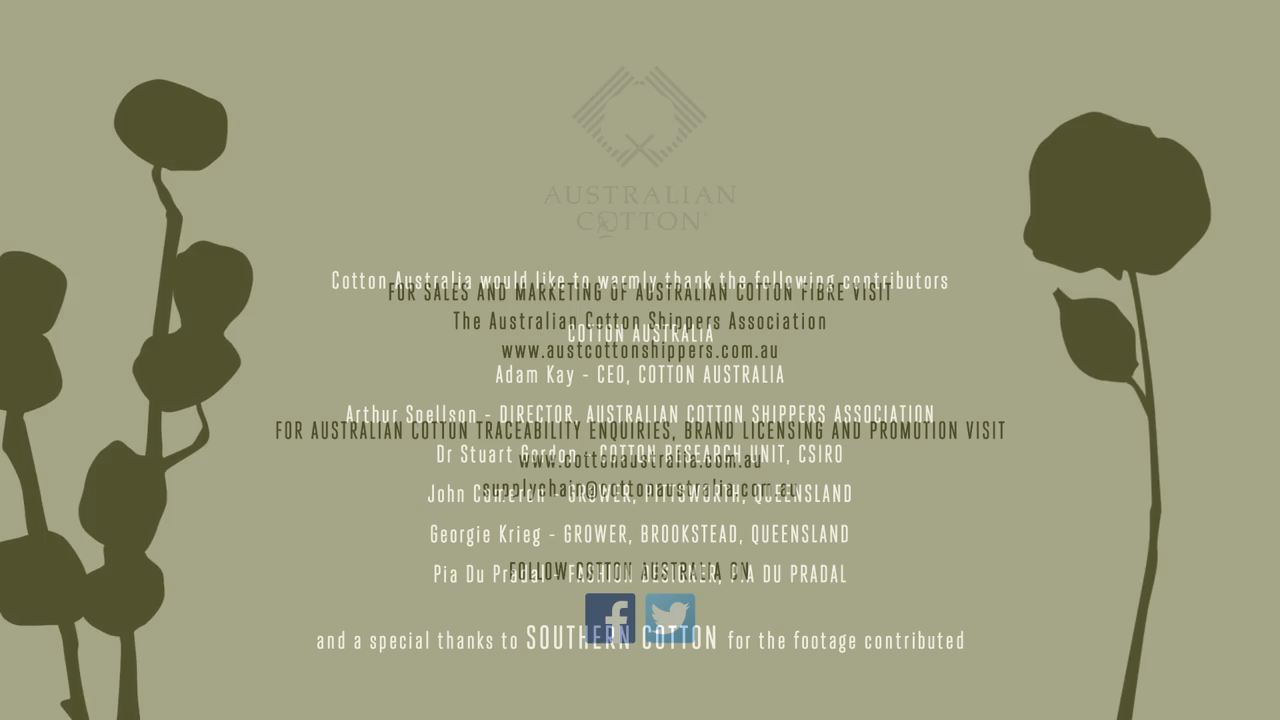 AUSTRALIAN
COTTON
Cotton Australia would like to warmly thank the following contributors
FOR SALES AND MARKETING OF AUSTRALIAN COTTON FIBRE VISIT
The Australian Cotton Shippers Association
COTTON AUSTRALIA
www.austcottonshippers.com.au
Adam Kay - CEO, COTTON AUSTRALIA
Arthur Spellson - DIRECTOR, AUSTRALIAN COTTON SHIPPERS ASSOCIATION
FOR AUSTRALIAN COTTON TRACEABILITY ENQUIRIES, BRAND LICENSING AND PROMOTION VISIT
Dr Stuart Gordon - COTTON RESEARCH UNIT, CSIRO
www.cottonaustralia.com.au
supplychain@cottonaustralia.com.au
John Cameron - GROWER, PITTSWORTH, QUEENSLAND
Georgie Krieg - GROWER, BROOKSTEAD, QUEENSLAND
FOLLOW COTTON AUSTRALIA ON
Pia Du Pradal - FASHION DESIGNER, PIA DU PRADAL
f
and a special thanks to SOUTHERN COTTON for the footage contributed